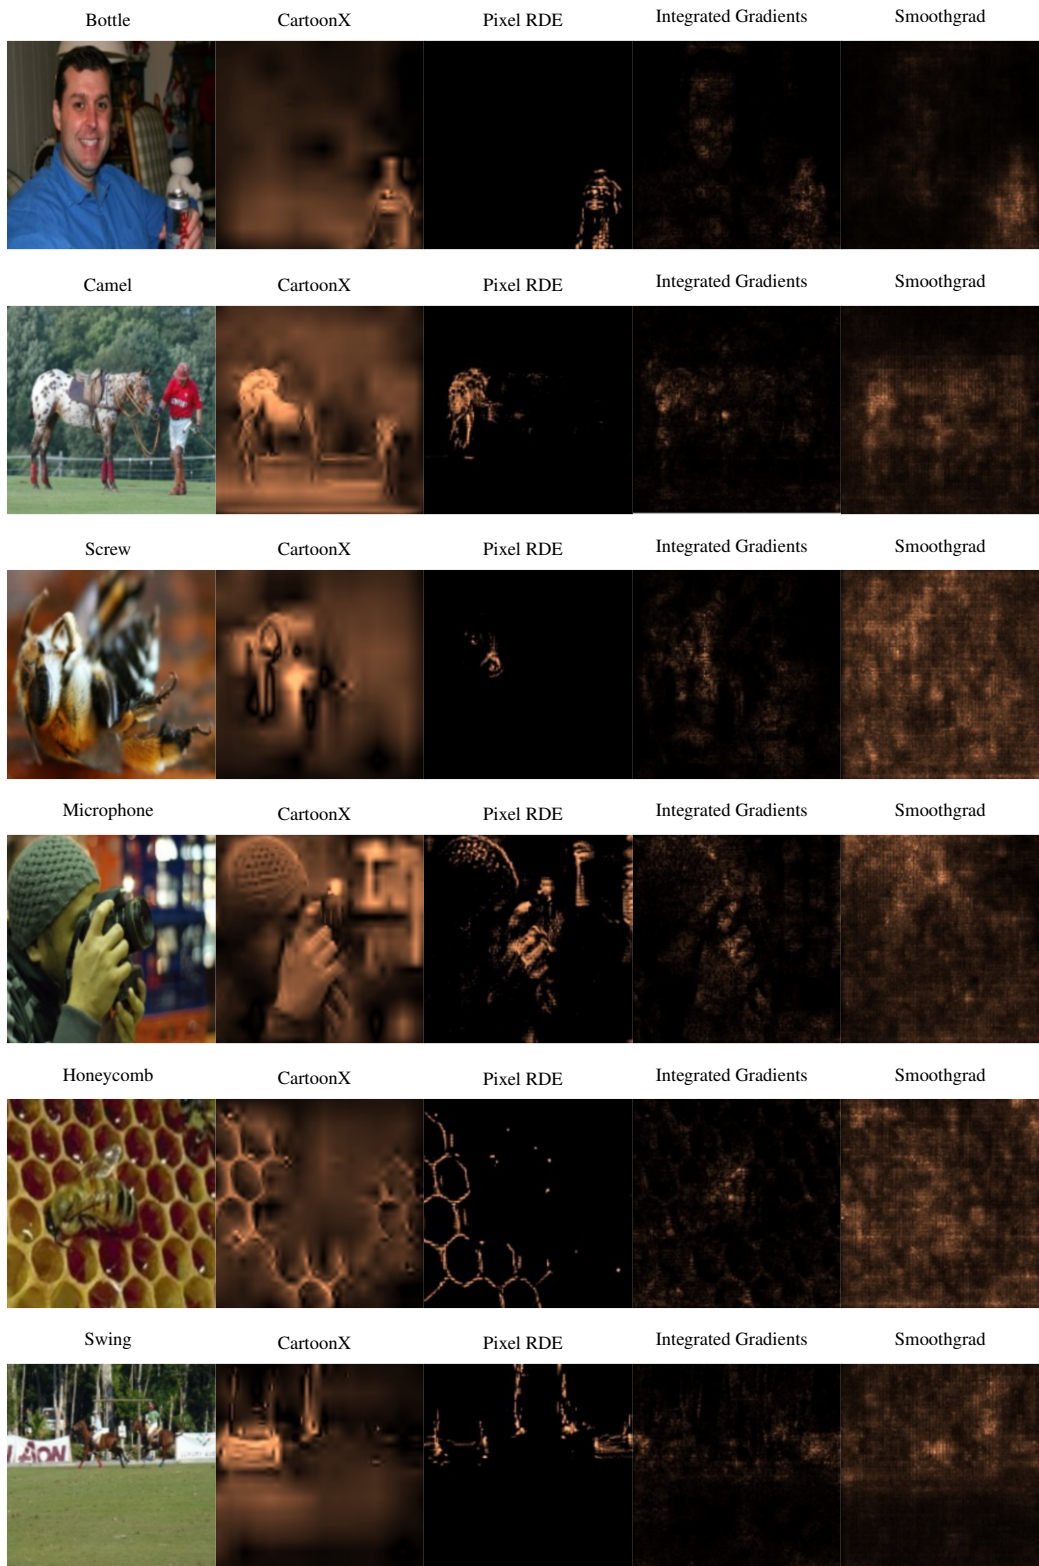 Bottle CartoonX Pixel RDE Integrated Gradients Smoothgrad
Camel CartoonX Pixel RDE Integrated Gradients Smoothgrad
Screw CartoonX Pixel RDE Integrated Gradients Smoothgrad
Microphone CartoonX Pixel RDE Integrated Gradients Smoothgrad
Honeycomb CartoonX Pixel RDE Integrated Gradients Smoothgrad
Swing CartoonX Pixel RDE Integrated Gradients Smoothgrad